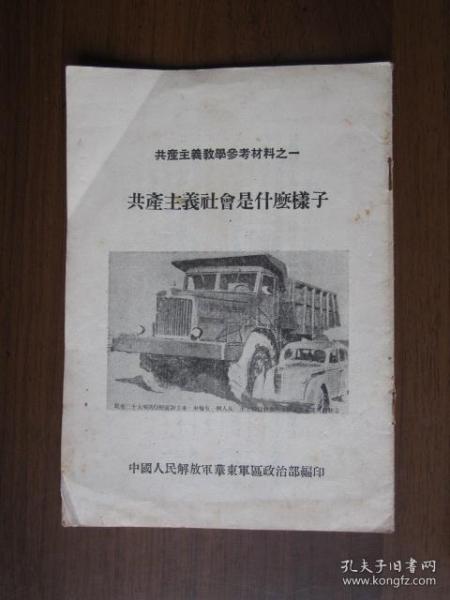 共產主義教學參考材料之一
共產主義社會是什麽樣子
中國人民解放軍華東軍區政治部編印
孔夫子旧书网
www.kongfz.com